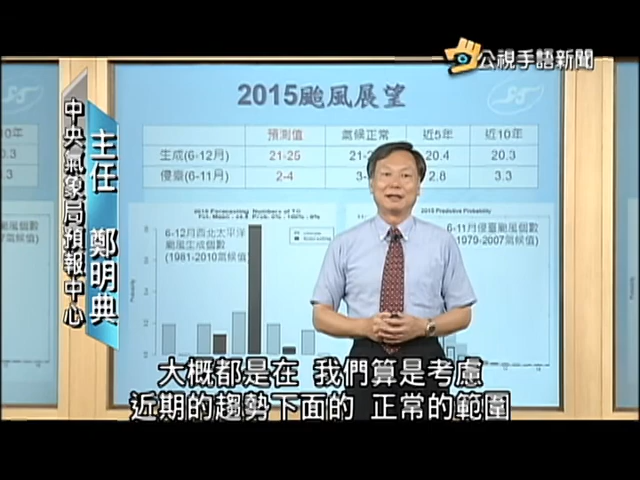 公視手語新聞
中央氣象局預報中心
主任 鄭明典
2015颱風展望
預測值 氣候正常 近5年 近10年
生成(6-12月) 21-25 21-2 20.4 20.3
侵臺(6-11月) 2-4 3- 2.8 3.3
2015 Predictive Probability
6-12月西北太平洋
颱風生成個數
(1981-2010氣候值)
6-11月侵臺颱風個數
1979-2007氣候值)
大概都是在 我們算是考慮
近期的趨勢下面的 正常的範圍